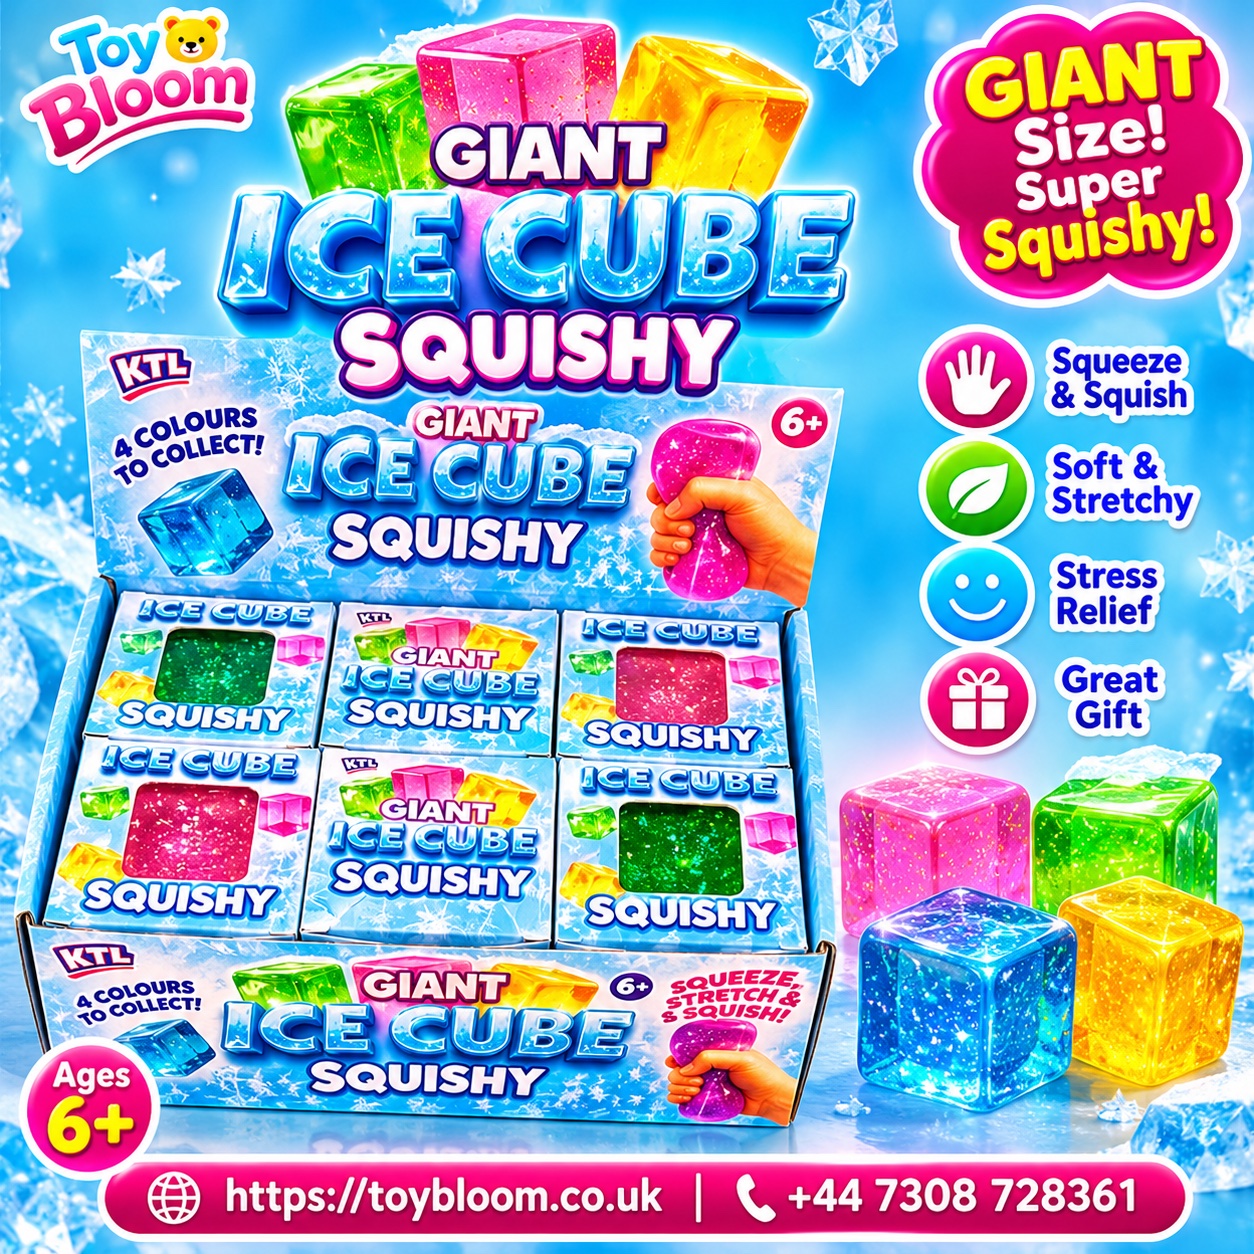 Toy
Bloom
GIANT
ICE CUBE
SQUISHY
GIANT
Size!
Super
Squishy!
Squeeze
& Squish
Soft &
Stretchy
Stress
Relief
Great
Gift
KTL
4 COLOURS
TO COLLECT!
GIANT
ICE CUBE
SQUISHY
6+
ICE CUBE
SQUISHY
KTL
GIANT
ICE CUBE
SQUISHY
ICE CUBE
SQUISHY
ICE CUBE
SQUISHY
KTL
GIANT
ICE CUBE
SQUISHY
ICE CUBE
SQUISHY
KTL
4 COLOURS
TO COLLECT!
GIANT
ICE CUBE
SQUISHY
6+
SQUEEZE,
STRETCH &
SQUISH!
Ages
6+
https://toybloom.co.uk | +44 7308 728361